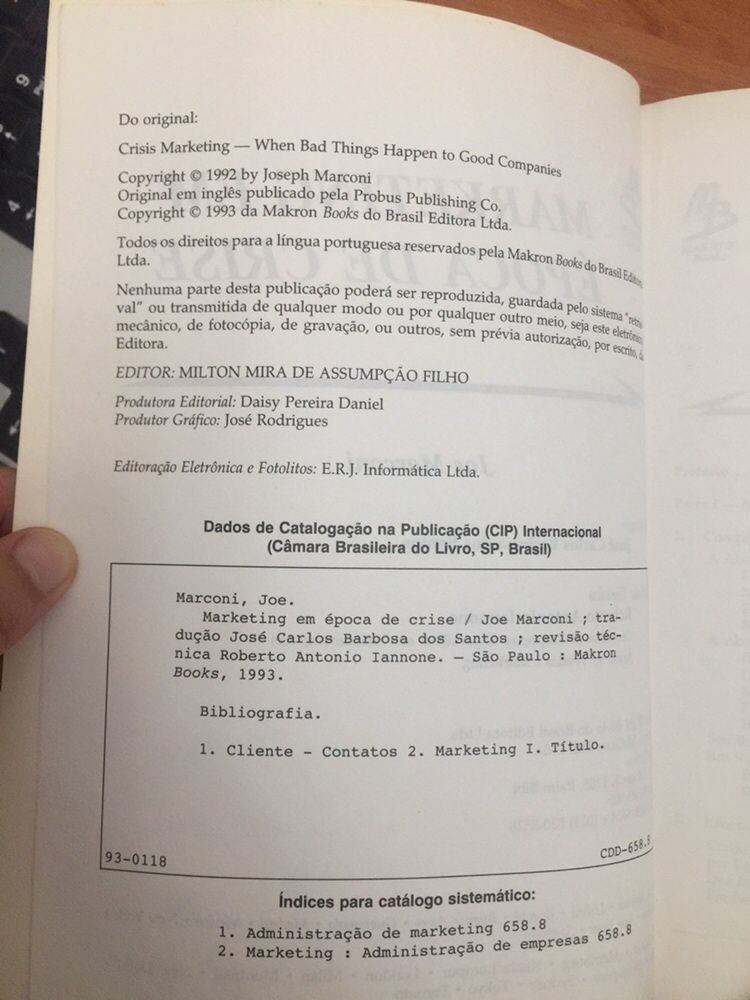 Do original:
Crisis Marketing — When Bad Things Happen to Good Companies
Copyright © 1992 by Joseph Marconi
Original em inglês publicado pela Probus Publishing Co.
Copyright © 1993 da Makron Books do Brasil Editora Ltda.
Todos os direitos para a língua portuguesa reservados pela Makron Books do Brasil
Ltda.
Nenhuma parte desta publicação poderá ser reproduzida, guardada pelo sistema
val” ou transmitida de qualquer modo ou por qualquer outro meio, seja este
mecânico, de fotocópia, de gravação, ou outros, sem prévia autorização, por escrito,
Editora.
EDITOR: MILTON MIRA DE ASSUMPÇÃO FILHO
Produtora Editorial: Daisy Pereira Daniel
Produtor Gráfico: José Rodrigues
Editoração Eletrônica e Fotolitos: E.R.J. Informática Ltda.
Dados de Catalogação na Publicação (CIP) Internacional
(Câmara Brasileira do Livro, SP, Brasil)
Marconi, Joe.
Marketing em época de crise / Joe Marconi ; tra-
dução José Carlos Barbosa dos Santos ; revisão téc-
nica Roberto Antonio Iannone. — São Paulo : Makron
Books, 1993.
Bibliografia.
1. Cliente - Contatos 2. Marketing I. Título.
93-0118
CDD-658.8
Índices para catálogo sistemático:
1. Administração de marketing 658.8
2. Marketing : Administração de empresas 658.8